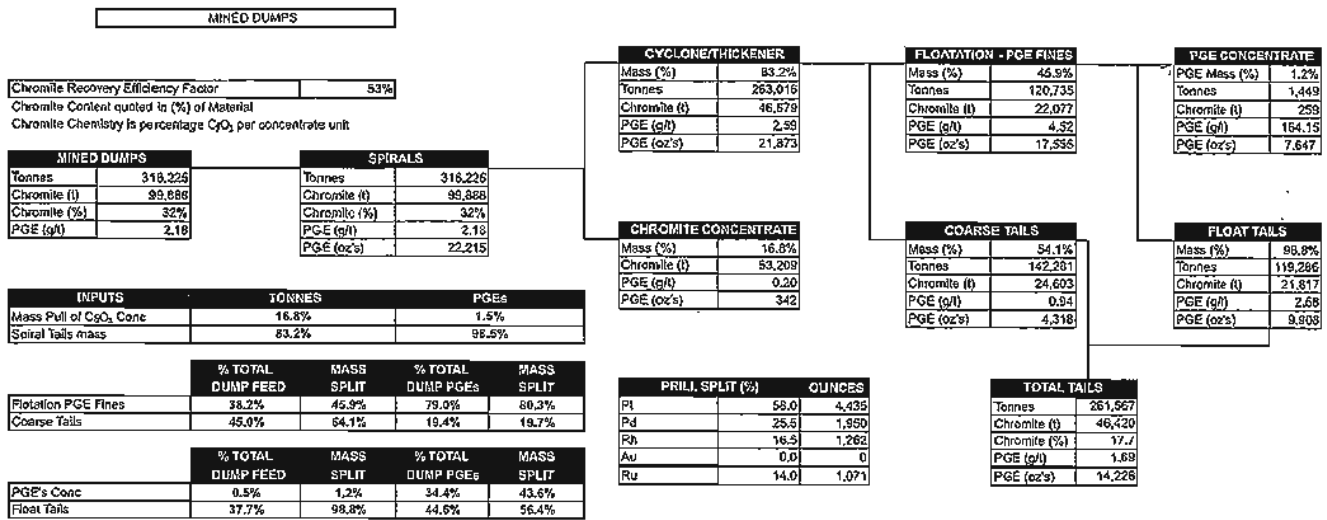 MINED DUMPS
Chromite Recovery Efficiency Factor 53%
Chromite Content quoted in (%) of Material
Chromite Chemistry is percentage C₂O₃ per concentrate unit
MINED DUMPS
Tonnes 316,225
Chromite (t) 99,886
Chromite (%) 32%
PGE (g/t) 2.18
SPIRALS
Tonnes 316,226
Chromite (t) 99,888
Chromite (%) 32%
PGE (g/t) 2.18
PGE (oz's) 22,215
CYCLONE/THICKENER
Mass (%) 83.2%
Tonnes 263,016
Chromite (t) 46,679
PGE (g/t) 2.59
PGE (oz's) 21,873
CHROMITE CONCENTRATE
Mass (%) 16.8%
Chromite (t) 53,209
PGE (g/t) 0.20
PGE (oz's) 342
FLOATATION - PGE FINES
Mass (%) 45.9%
Tonnes 120,735
Chromite (t) 22,077
PGE (g/t) 4.52
PGE (oz's) 17,555
COARSE TAILS
Mass (%) 54.1%
Tonnes 142,281
Chromite (t) 24,603
PGE (g/t) 0.94
PGE (oz's) 4,318
PGE CONCENTRATE
PGE Mass (%) 1.2%
Tonnes 1,449
Chromite (t) 259
PGE (g/t) 164.15
PGE (oz's) 7,647
FLOAT TAILS
Mass (%) 98.8%
Tonnes 119,286
Chromite (t) 21,817
PGE (g/t) 2.58
PGE (oz's) 9,908
INPUTS TONNES PGEs
Mass Pull of C₂O₃ Conc 16.8% 1.5%
Spiral Tails mass 83.2% 98.5%
% TOTAL DUMP FEED MASS SPLIT % TOTAL DUMP PGEs MASS SPLIT
Flotation PGE Fines 38.2% 45.9% 79.0% 80.3%
Coarse Tails 45.0% 54.1% 19.4% 19.7%
% TOTAL DUMP FEED MASS SPLIT % TOTAL DUMP PGEs MASS SPLIT
PGE's Conc 0.5% 1.2% 34.4% 43.6%
Float Tails 37.7% 98.8% 44.6% 56.4%
PRILL SPLIT (%) OUNCES
Pt 58.0 4,435
Pd 25.5 1,950
Rh 16.5 1,262
Au 0.0 0
Ru 14.0 1,071
TOTAL TAILS
Tonnes 261,567
Chromite (t) 46,420
Chromite (%) 17.7
PGE (g/t) 1.69
PGE (oz's) 14,226